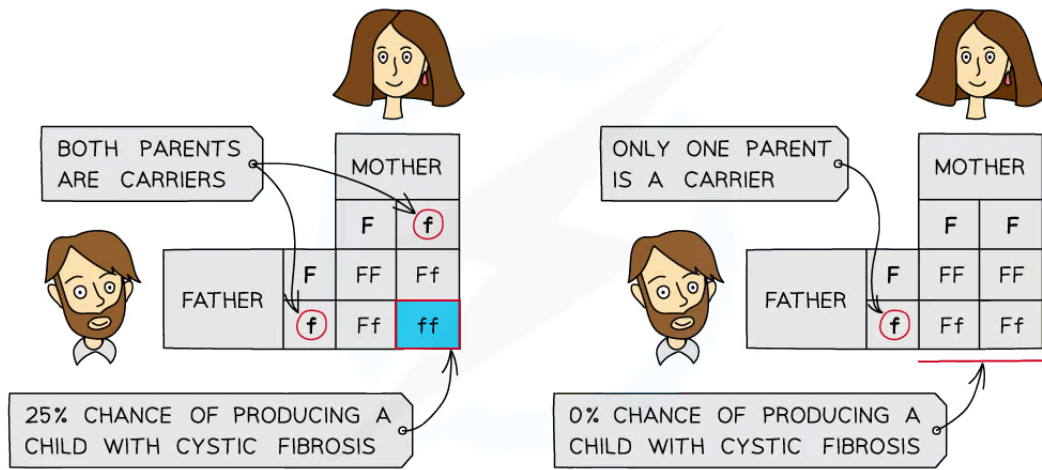 BOTH PARENTS
ARE CARRIERS
MOTHER
F f
FATHER
F FF Ff
f Ff ff
25% CHANCE OF PRODUCING A
CHILD WITH CYSTIC FIBROSIS
ONLY ONE PARENT
IS A CARRIER
MOTHER
F F
FATHER
F FF FF
f Ff Ff
0% CHANCE OF PRODUCING A
CHILD WITH CYSTIC FIBROSIS